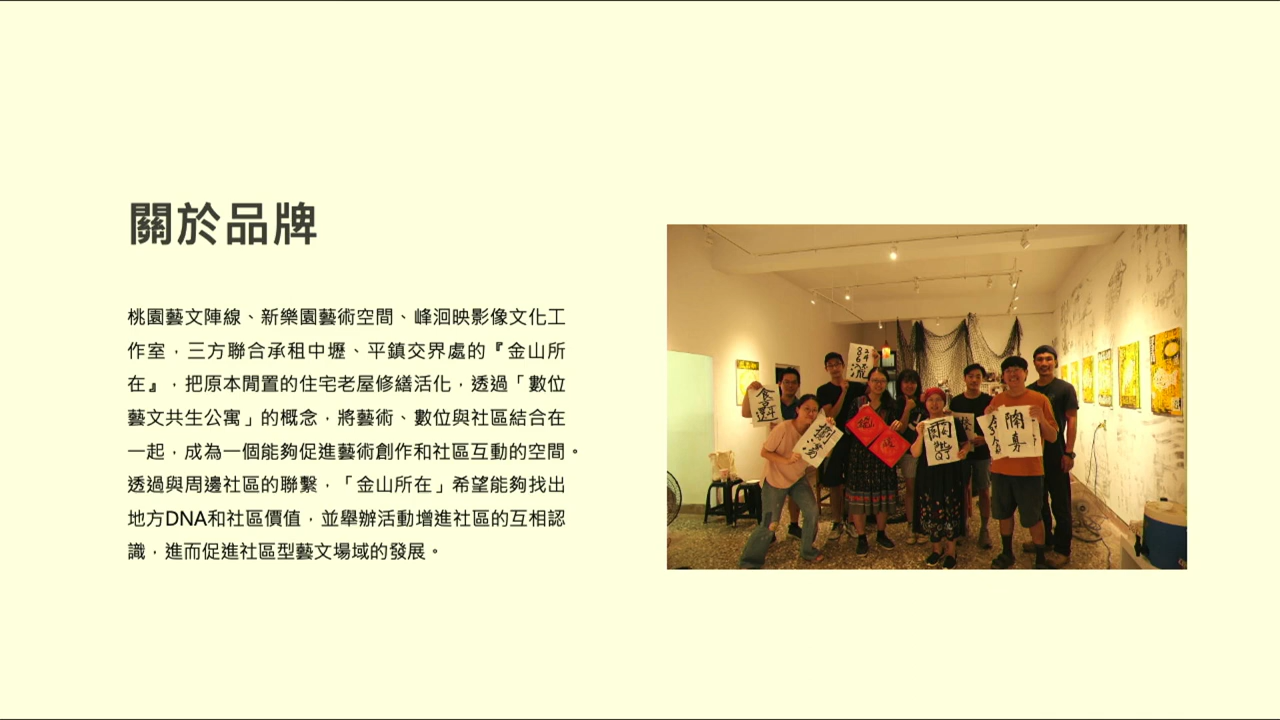 關於品牌
桃園藝文陣線、新樂園藝術空間、峰洄映影像文化工
作室，三方聯合承租中壢、平鎮交界處的『金山所
在』，把原本閒置的住宅老屋修繕活化，透過「數位
藝文共生公寓」的概念，將藝術、數位與社區結合在
一起，成為一個能夠促進藝術創作和社區互動的空間。
透過與周邊社區的聯繫，「金山所在」希望能夠找出
地方DNA和社區價值，並舉辦活動增進社區的互相認
識，進而促進社區型藝文場域的發展。